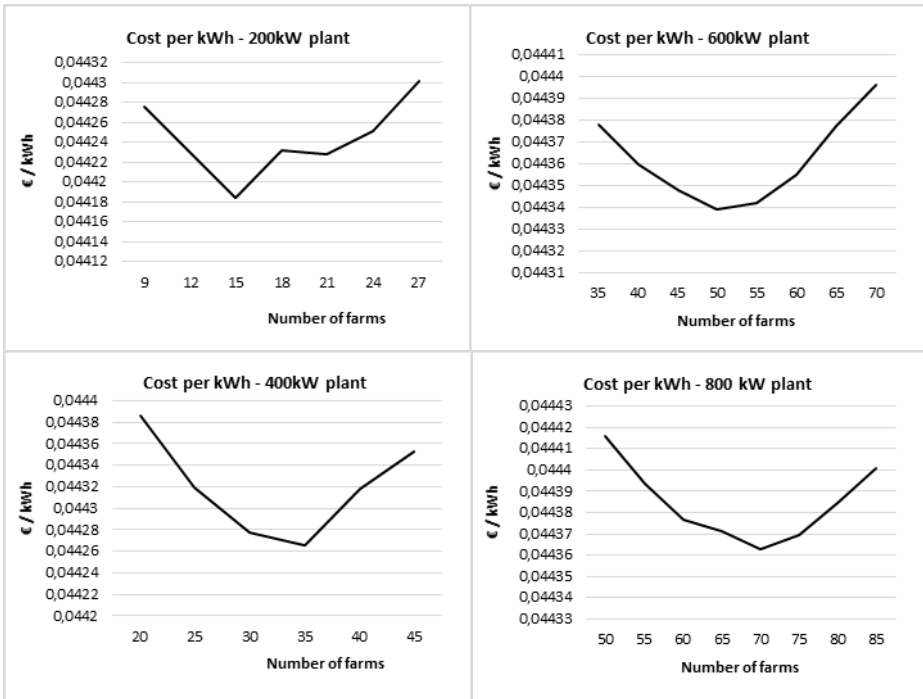 Cost per kWh - 200kW plant
0,04432
0,0443
0,04428
0,04426
0,04424
0,04422
0,0442
0,04418
0,04416
0,04414
0,04412
€ / kWh
9 12 15 18 21 24 27
Number of farms
Cost per kWh - 600kW plant
0,04441
0,0444
0,04439
0,04438
0,04437
0,04436
0,04435
0,04434
0,04433
0,04432
0,04431
€ / kWh
35 40 45 50 55 60 65 70
Number of farms
Cost per kWh - 400kW plant
0,0444
0,04438
0,04436
0,04434
0,04432
0,0443
0,04428
0,04426
0,04424
0,04422
0,0442
€ / kWh
20 25 30 35 40 45
Number of farms
Cost per kWh - 800 kW plant
0,04443
0,04442
0,04441
0,0444
0,04439
0,04438
0,04437
0,04436
0,04435
0,04434
0,04433
€ / kWh
50 55 60 65 70 75 80 85
Number of farms